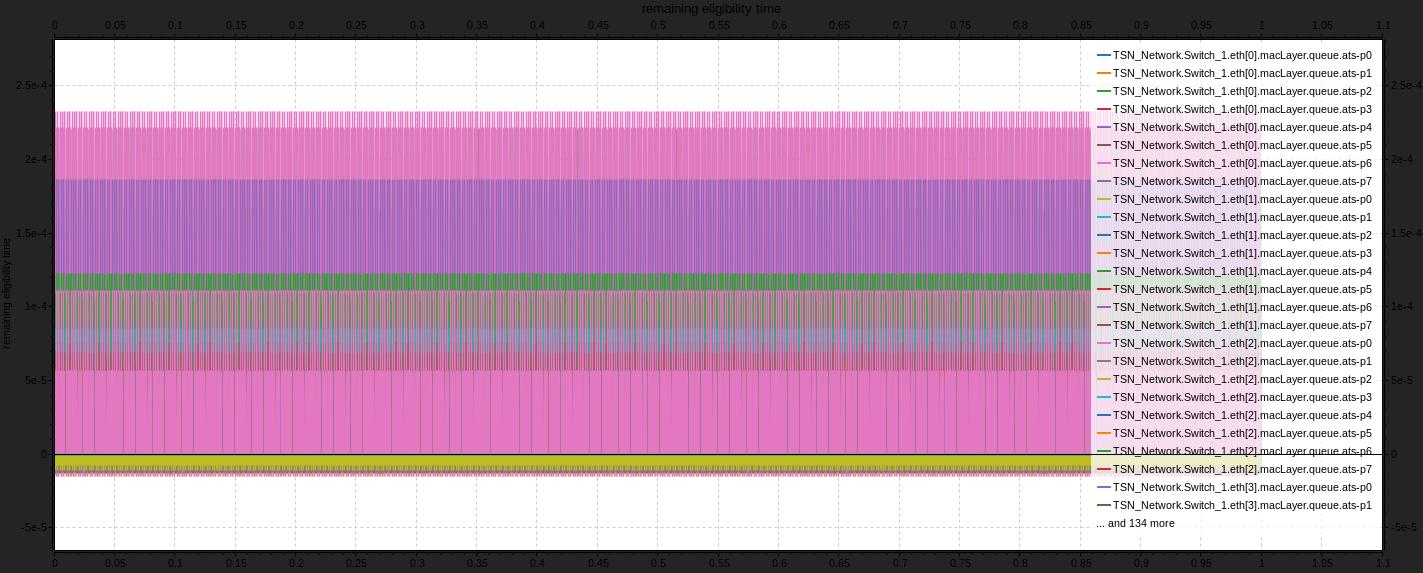 remaining eligibility time
0 0.05 0.1 0.15 0.2 0.25 0.3 0.35 0.4 0.45 0.5 0.55 0.6 0.65 0.7 0.75 0.8 0.85 0.9 0.95 1 1.05 1.1
TSN_Network.Switch_1.eth[0].macLayer.queue.ats-p0
TSN_Network.Switch_1.eth[0].macLayer.queue.ats-p1
2.5e-4 2.5e-4
TSN_Network.Switch_1.eth[0].macLayer.queue.ats-p2
TSN_Network.Switch_1.eth[0].macLayer.queue.ats-p3
TSN_Network.Switch_1.eth[0].macLayer.queue.ats-p4
TSN_Network.Switch_1.eth[0].macLayer.queue.ats-p5
2e-4 2e-4
TSN_Network.Switch_1.eth[0].macLayer.queue.ats-p6
TSN_Network.Switch_1.eth[0].macLayer.queue.ats-p7
TSN_Network.Switch_1.eth[1].macLayer.queue.ats-p0
TSN_Network.Switch_1.eth[1].macLayer.queue.ats-p1
1.5e-4 1.5e-4
TSN_Network.Switch_1.eth[1].macLayer.queue.ats-p2
TSN_Network.Switch_1.eth[1].macLayer.queue.ats-p3
TSN_Network.Switch_1.eth[1].macLayer.queue.ats-p4
TSN_Network.Switch_1.eth[1].macLayer.queue.ats-p5
remaining eligibility time
1e-4 1e-4
TSN_Network.Switch_1.eth[1].macLayer.queue.ats-p6
TSN_Network.Switch_1.eth[1].macLayer.queue.ats-p7
TSN_Network.Switch_1.eth[2].macLayer.queue.ats-p0
TSN_Network.Switch_1.eth[2].macLayer.queue.ats-p1
5e-5 5e-5
TSN_Network.Switch_1.eth[2].macLayer.queue.ats-p2
TSN_Network.Switch_1.eth[2].macLayer.queue.ats-p3
TSN_Network.Switch_1.eth[2].macLayer.queue.ats-p4
TSN_Network.Switch_1.eth[2].macLayer.queue.ats-p5
TSN_Network.Switch_1.eth[2].macLayer.queue.ats-p6
0 0
TSN_Network.Switch_1.eth[2].macLayer.queue.ats-p7
TSN_Network.Switch_1.eth[3].macLayer.queue.ats-p0
TSN_Network.Switch_1.eth[3].macLayer.queue.ats-p1
... and 134 more
-5e-5 -5e-5
0 0.05 0.1 0.15 0.2 0.25 0.3 0.35 0.4 0.45 0.5 0.55 0.6 0.65 0.7 0.75 0.8 0.85 0.9 0.95 1 1.05 1.1